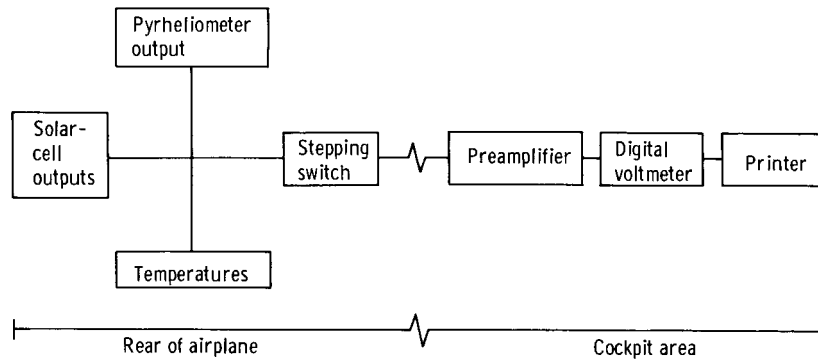 Pyrheliometer
output
Solar-
cell
outputs
Stepping
switch
Preamplifier
Digital
voltmeter
Printer
Temperatures
Rear of airplane
Cockpit area